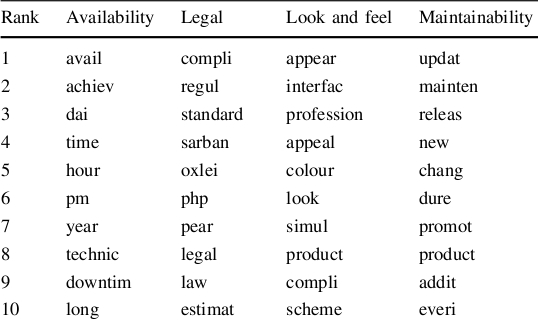 Rank Availability Legal Look and feel Maintainability
1 avail compli appear updat
2 achiev regul interfac mainten
3 dai standard profession releas
4 time sarban appeal new
5 hour oxlei colour chang
6 pm php look dure
7 year pear simul promot
8 technic legal product product
9 downtim law compli addit
10 long estimat scheme everi